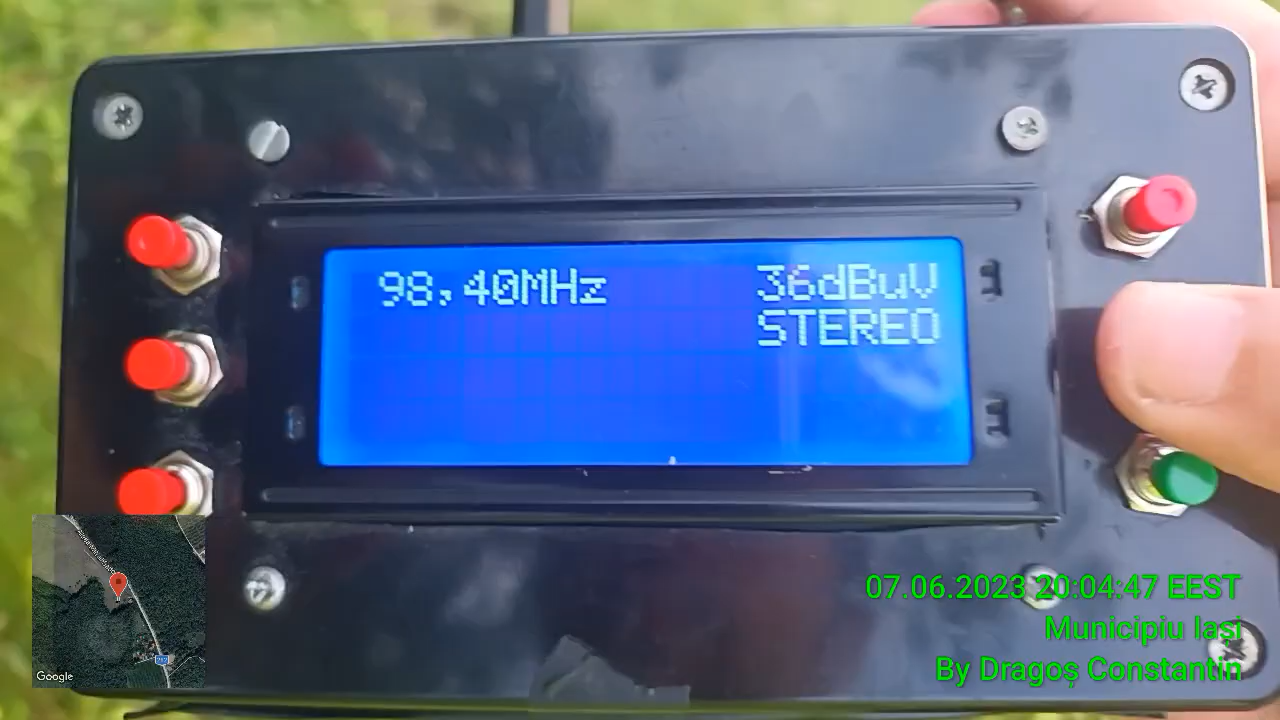 98,40MHz 36dBuV
STEREO
07.06.2023 20:04:47 EEST
Municipiu Iași
By Dragoș Constantin
Google